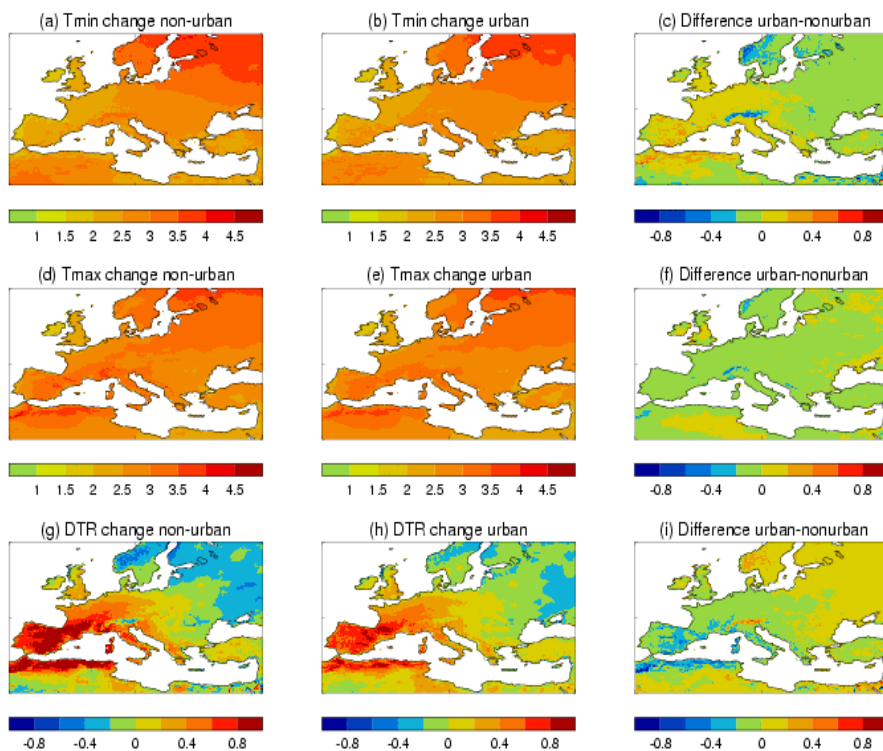 (a) Tmin change non-urban
(b) Tmin change urban
(c) Difference urban-nonurban
1 1.5 2 2.5 3 3.5 4 4.5
1 1.5 2 2.5 3 3.5 4 4.5
-0.8 -0.4 0 0.4 0.8
(d) Tmax change non-urban
(e) Tmax change urban
(f) Difference urban-nonurban
1 1.5 2 2.5 3 3.5 4 4.5
1 1.5 2 2.5 3 3.5 4 4.5
-0.8 -0.4 0 0.4 0.8
(g) DTR change non-urban
(h) DTR change urban
(i) Difference urban-nonurban
-0.8 -0.4 0 0.4 0.8
-0.8 -0.4 0 0.4 0.8
-0.8 -0.4 0 0.4 0.8